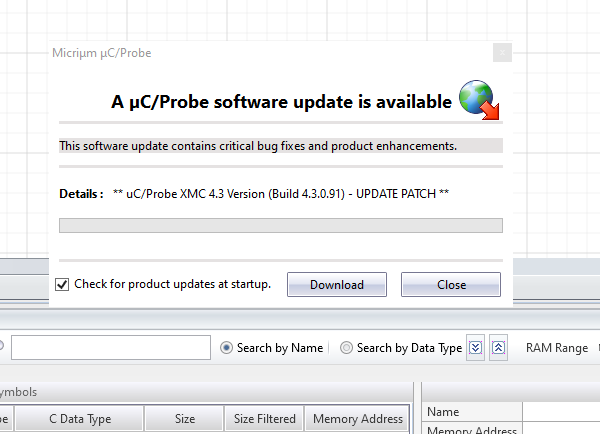 Micriµm µC/Probe
A µC/Probe software update is available
This software update contains critical bug fixes and product enhancements.
Details : ** uC/Probe XMC 4.3 Version (Build 4.3.0.91) - UPDATE PATCH **
Check for product updates at startup. Download Close
Search by Name Search by Data Type RAM Range
C Data Type Size Size Filtered Memory Address Name
Memory Address